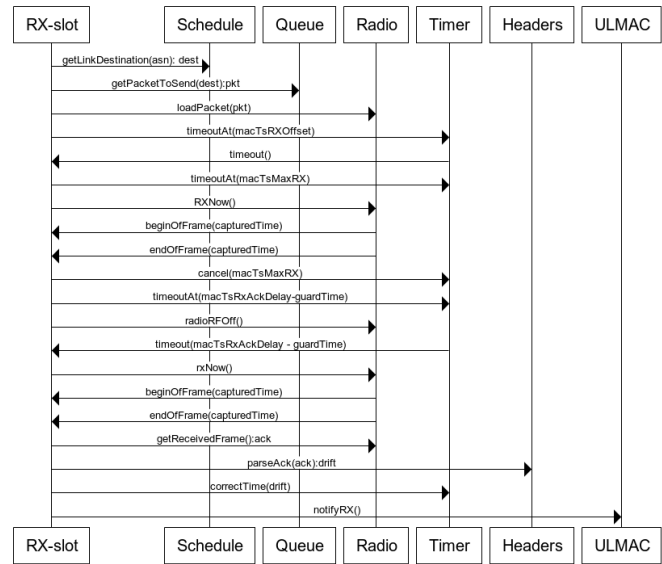 RX-slot Schedule Queue Radio Timer Headers ULMAC
getLinkDestination(asn): dest
getPacketToSend(dest):pkt
loadPacket(pkt)
timeoutAt(macTsRXOffset)
timeout()
timeoutAt(macTsMaxRX)
RXNow()
beginOfFrame(capturedTime)
endOfFrame(capturedTime)
cancel(macTsMaxRX)
timeoutAt(macTsRxAckDelay-guardTime)
radioRFOff()
timeout(macTsRxAckDelay - guardTime)
rxNow()
beginOfFrame(capturedTime)
endOfFrame(capturedTime)
getReceivedFrame():ack
parseAck(ack):drift
correctTime(drift)
notifyRX()
RX-slot Schedule Queue Radio Timer Headers ULMAC